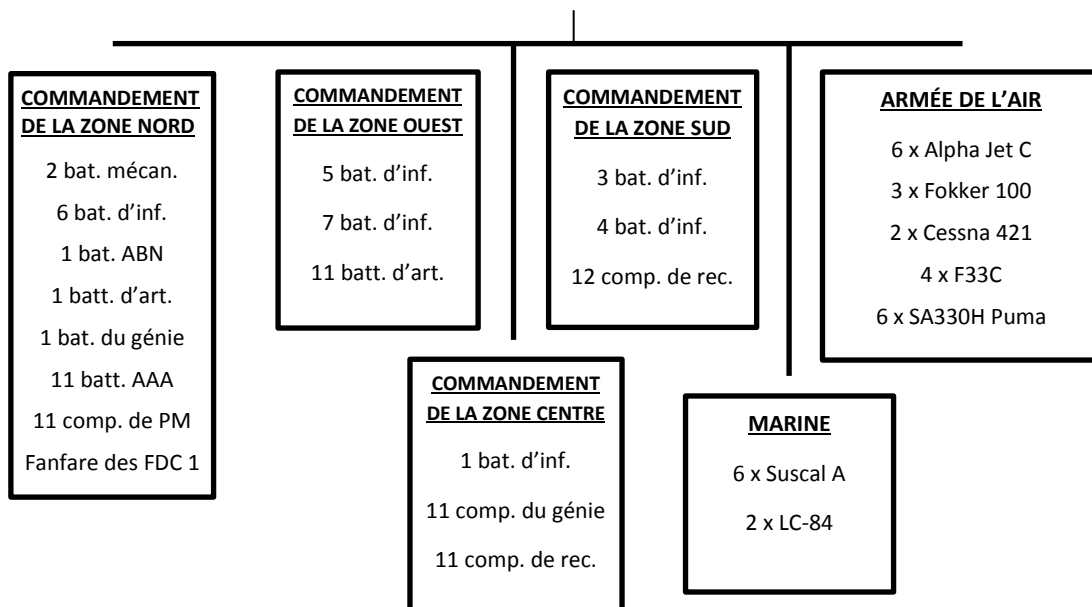 COMMANDEMENT
DE LA ZONE NORD
2 bat. mécan.
6 bat. d’inf.
1 bat. ABN
1 batt. d’art.
1 bat. du génie
11 batt. AAA
11 comp. de PM
Fanfare des FDC 1
COMMANDEMENT
DE LA ZONE OUEST
5 bat. d’inf.
7 bat. d’inf.
11 batt. d’art.
COMMANDEMENT
DE LA ZONE SUD
3 bat. d’inf.
4 bat. d’inf.
12 comp. de rec.
ARMÉE DE L’AIR
6 x Alpha Jet C
3 x Fokker 100
2 x Cessna 421
4 x F33C
6 x SA330H Puma
COMMANDEMENT
DE LA ZONE CENTRE
1 bat. d’inf.
11 comp. du génie
11 comp. de rec.
MARINE
6 x Suscal A
2 x LC-84